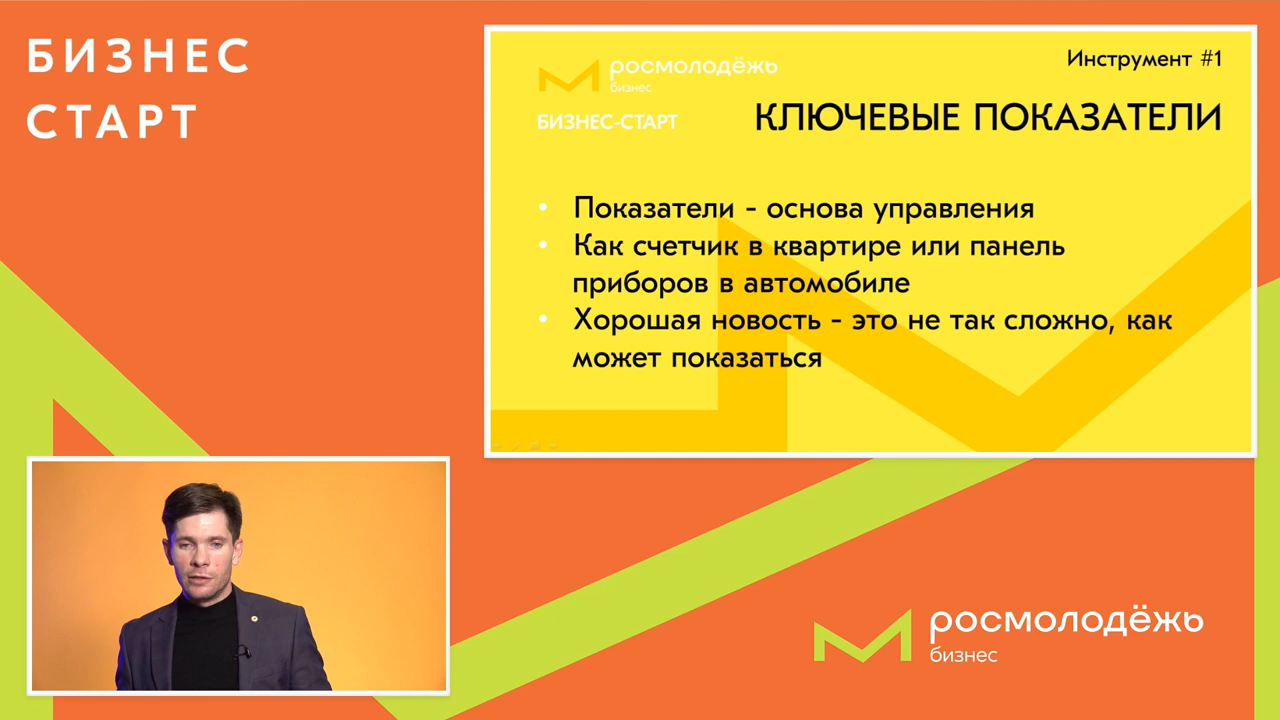 БИЗНЕС
СТАРТ
росмолодёжь
бизнес
БИЗНЕС-СТАРТ
Инструмент #1
КЛЮЧЕВЫЕ ПОКАЗАТЕЛИ
• Показатели - основа управления
• Как счетчик в квартире или панель
приборов в автомобиле
• Хорошая новость - это не так сложно, как
может показаться
росмолодёжь
бизнес